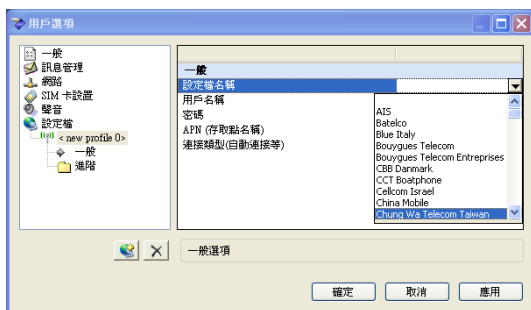 用戶選項
一般
訊息管理
網路
SIM 卡設置
聲音
設定檔
< new profile 0>
一般
進階
一般
設定檔名稱
用戶名稱
密碼
APN (存取點名稱)
連接類型(自動連接等)
AIS
Batelco
Blue Italy
Bouygues Telecom
Bouygues Telecom Entreprises
CBB Danmark
CCT Boatphone
Cellcom Israel
China Mobile
Chung Wa Telecom Taiwan
一般選項
確定
取消
應用